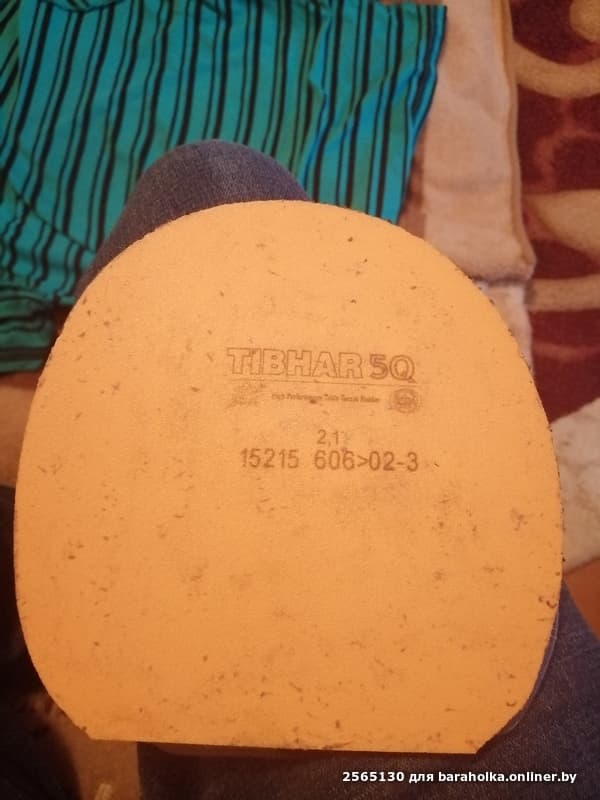 TIBHAR 5Q
High Performance Table Tennis Rubber
2,1
15215 606>02-3
2565130 для baraholka.onliner.by